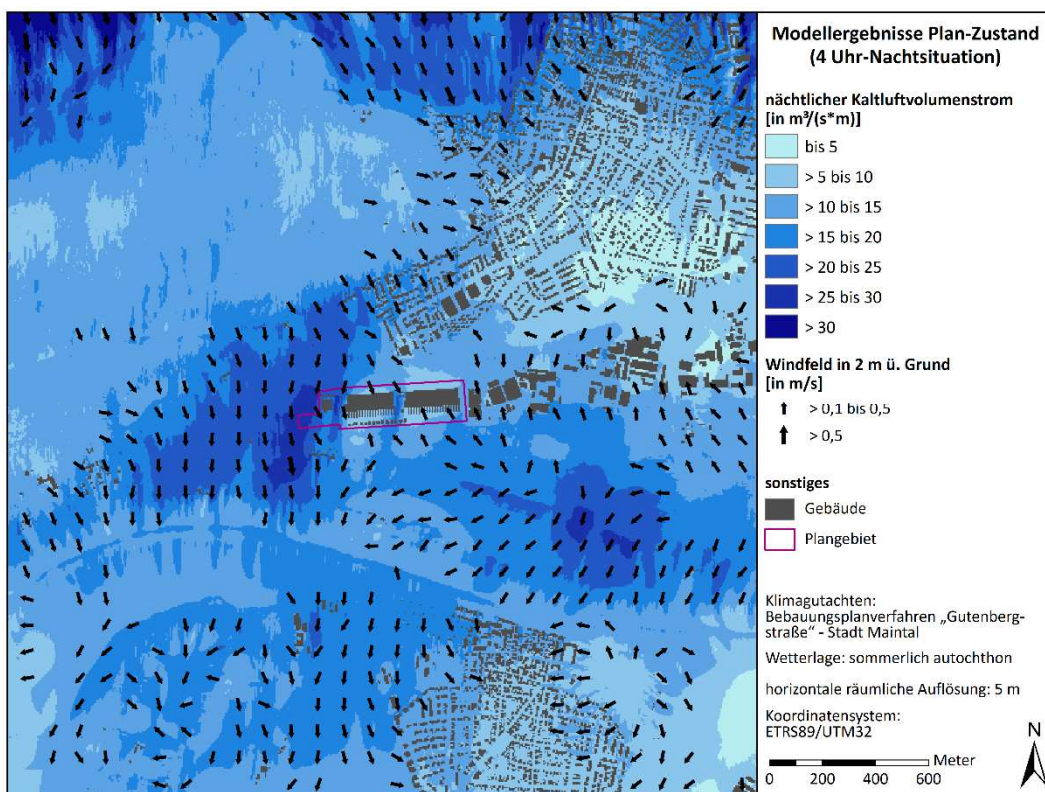 Modellergebnisse Plan-Zustand
(4 Uhr-Nachtsituation)
nächtlicher Kaltluftvolumenstrom
[in m³/(s*m)]
bis 5
> 5 bis 10
> 10 bis 15
> 15 bis 20
> 20 bis 25
> 25 bis 30
> 30
Windfeld in 2 m ü. Grund
[in m/s]
> 0,1 bis 0,5
> 0,5
sonstiges
Gebäude
Plangebiet
Klimagutachten:
Bebauungsplanverfahren „Gutenberg-
straße“ - Stadt Maintal
Wetterlage: sommerlich autochthon
horizontale räumliche Auflösung: 5 m
Koordinatensystem:
ETRS89/UTM32
N
Meter
0 100 200 400 600